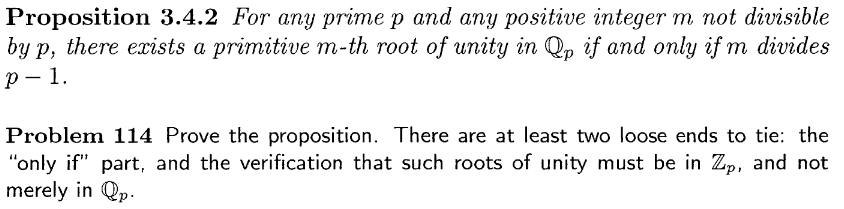 Proposition 3.4.2 For any prime p and any positive integer m not divisible
by p, there exists a primitive m-th root of unity in ℚₚ if and only if m divides
p − 1.
Problem 114 Prove the proposition. There are at least two loose ends to tie: the
"only if" part, and the verification that such roots of unity must be in ℤₚ, and not
merely in ℚₚ.